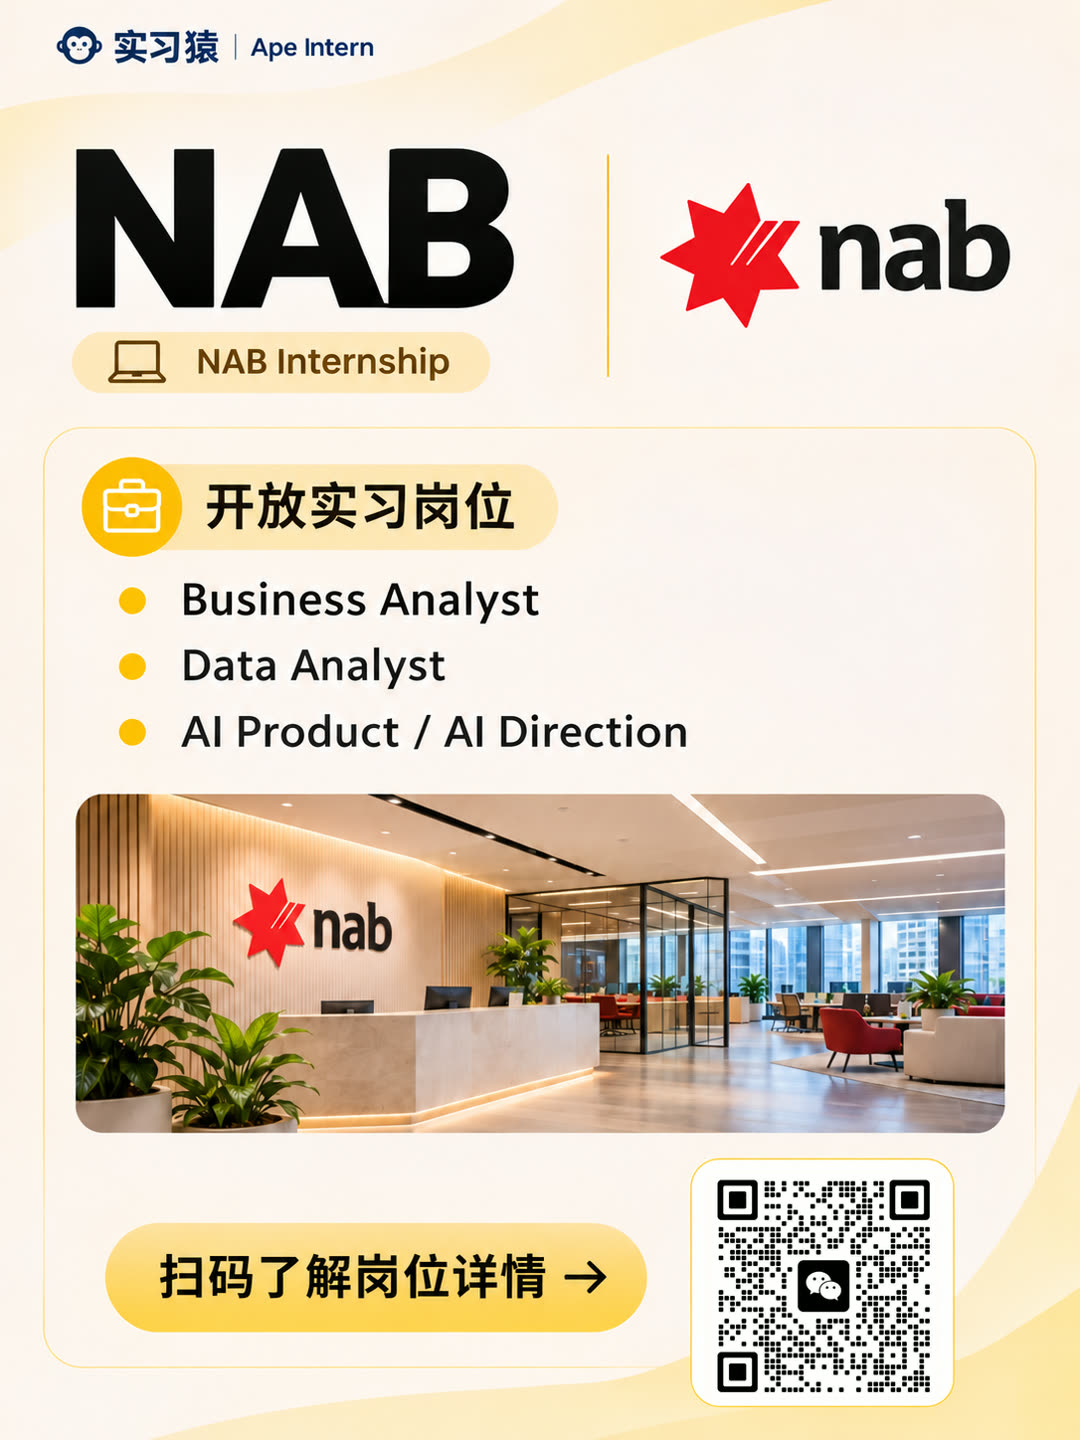 实习猿 | Ape Intern
NAB
nab
NAB Internship
开放实习岗位
Business Analyst
Data Analyst
AI Product / AI Direction
nab
扫码了解岗位详情 →